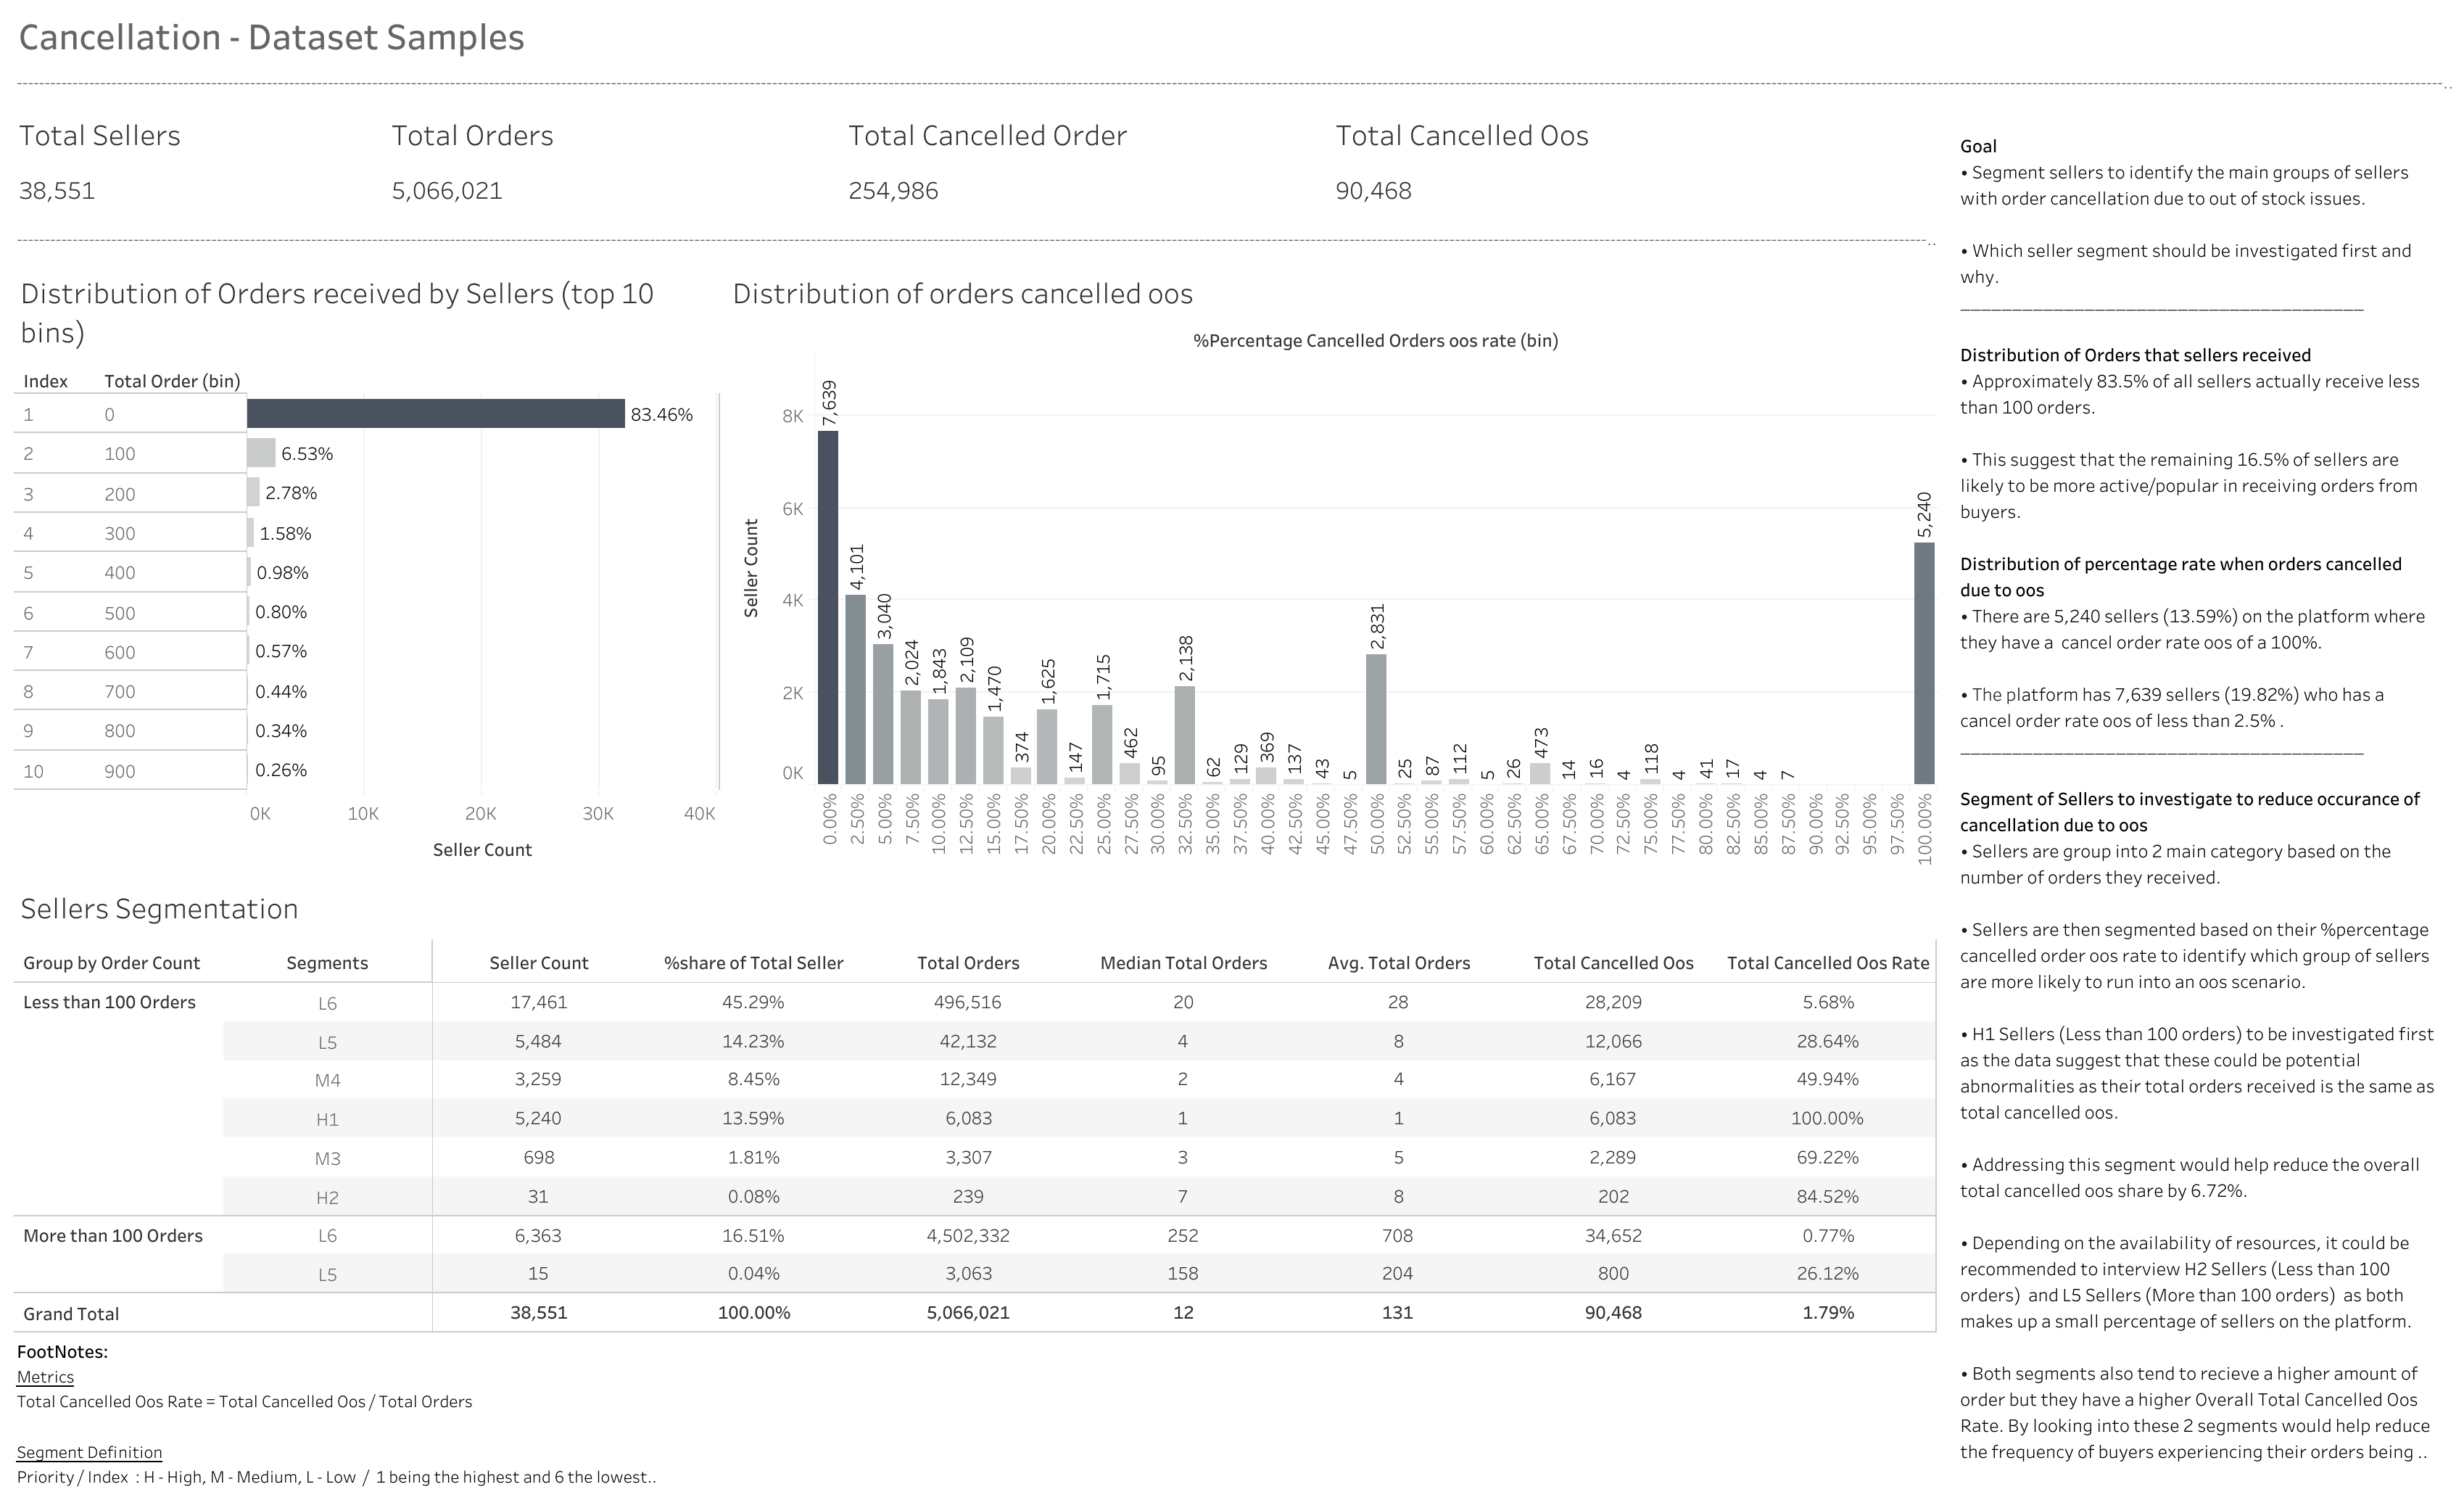 Cancellation - Dataset Samples
Total Sellers
38,551
Total Orders
5,066,021
Total Cancelled Order
254,986
Total Cancelled Oos
90,468
Distribution of Orders received by Sellers (top 10
bins)
Index Total Order (bin)
1 0 83.46%
2 100 6.53%
3 200 2.78%
4 300 1.58%
5 400 0.98%
6 500 0.80%
7 600 0.57%
8 700 0.44%
9 800 0.34%
10 900 0.26%
0K 10K 20K 30K 40K
Seller Count
Distribution of orders cancelled oos
%Percentage Cancelled Orders oos rate (bin)
Seller Count
8K
6K
4K
2K
0K
7,639 4,101 3,040 2,024 1,843 2,109 1,470 374 1,625 147 1,715 462 95 2,138 62 129 369 137 43 5 2,831 25 87 112 5 26 473 14 16 4 118 4 41 17 4 7 5,240
0.00% 2.50% 5.00% 7.50% 10.00% 12.50% 15.00% 17.50% 20.00% 22.50% 25.00% 27.50% 30.00% 32.50% 35.00% 37.50% 40.00% 42.50% 45.00% 47.50% 50.00% 52.50% 55.00% 57.50% 60.00% 62.50% 65.00% 67.50% 70.00% 72.50% 75.00% 77.50% 80.00% 82.50% 85.00% 87.50% 90.00% 92.50% 95.00% 97.50% 100.00%
Sellers Segmentation
Group by Order Count Segments Seller Count %share of Total Seller Total Orders Median Total Orders Avg. Total Orders Total Cancelled Oos Total Cancelled Oos Rate
Less than 100 Orders L6 17,461 45.29% 496,516 20 28 28,209 5.68%
L5 5,484 14.23% 42,132 4 8 12,066 28.64%
M4 3,259 8.45% 12,349 2 4 6,167 49.94%
H1 5,240 13.59% 6,083 1 1 6,083 100.00%
M3 698 1.81% 3,307 3 5 2,289 69.22%
H2 31 0.08% 239 7 8 202 84.52%
More than 100 Orders L6 6,363 16.51% 4,502,332 252 708 34,652 0.77%
L5 15 0.04% 3,063 158 204 800 26.12%
Grand Total 38,551 100.00% 5,066,021 12 131 90,468 1.79%
FootNotes:
Metrics
Total Cancelled Oos Rate = Total Cancelled Oos / Total Orders
Segment Definition
Priority / Index : H - High, M - Medium, L - Low / 1 being the highest and 6 the lowest..
Goal
• Segment sellers to identify the main groups of sellers
with order cancellation due to out of stock issues.
• Which seller segment should be investigated first and
why.
Distribution of Orders that sellers received
• Approximately 83.5% of all sellers actually receive less
than 100 orders.
• This suggest that the remaining 16.5% of sellers are
likely to be more active/popular in receiving orders from
buyers.
Distribution of percentage rate when orders cancelled
due to oos
• There are 5,240 sellers (13.59%) on the platform where
they have a cancel order rate oos of a 100%.
• The platform has 7,639 sellers (19.82%) who has a
cancel order rate oos of less than 2.5% .
Segment of Sellers to investigate to reduce occurance of
cancellation due to oos
• Sellers are group into 2 main category based on the
number of orders they received.
• Sellers are then segmented based on their %percentage
cancelled order oos rate to identify which group of sellers
are more likely to run into an oos scenario.
• H1 Sellers (Less than 100 orders) to be investigated first
as the data suggest that these could be potential
abnormalities as their total orders received is the same as
total cancelled oos.
• Addressing this segment would help reduce the overall
total cancelled oos share by 6.72%.
• Depending on the availability of resources, it could be
recommended to interview H2 Sellers (Less than 100
orders) and L5 Sellers (More than 100 orders) as both
makes up a small percentage of sellers on the platform.
• Both segments also tend to recieve a higher amount of
order but they have a higher Overall Total Cancelled Oos
Rate. By looking into these 2 segments would help reduce
the frequency of buyers experiencing their orders being ..